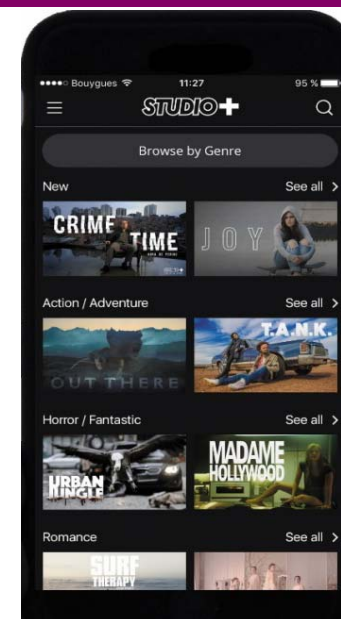 Bouygues 11:27 95 %
STUDIO+
Browse by Genre
New See all >
CRIME TIME
JOY
Action / Adventure See all >
OUT THERE
T.A.N.K.
Horror / Fantastic See all >
URBAN JUNGLE
MADAME
HOLLYWOOD
Romance See all >
SURF
THERAPY